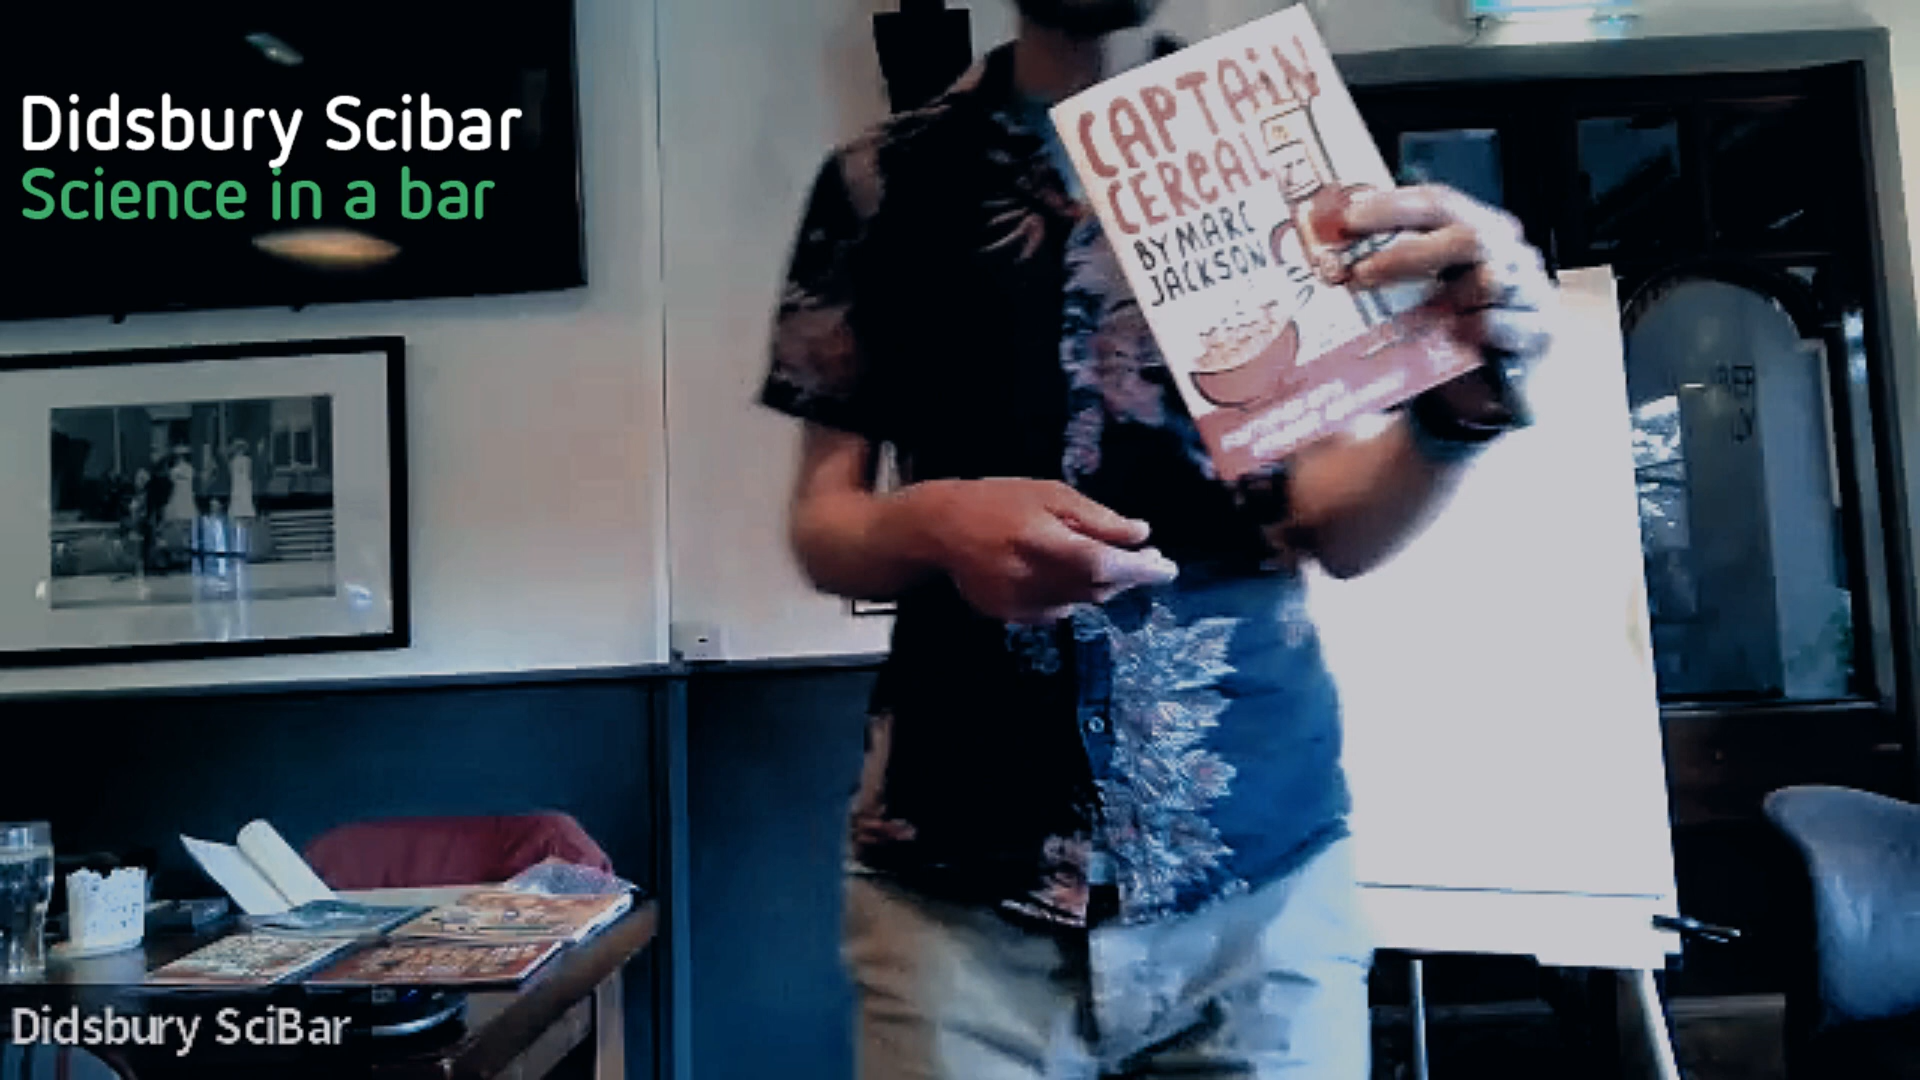 Didsbury Scibar
Science in a bar
CAPTAiN
CEReAL
BY MARC
JACKSON
Didsbury SciBar